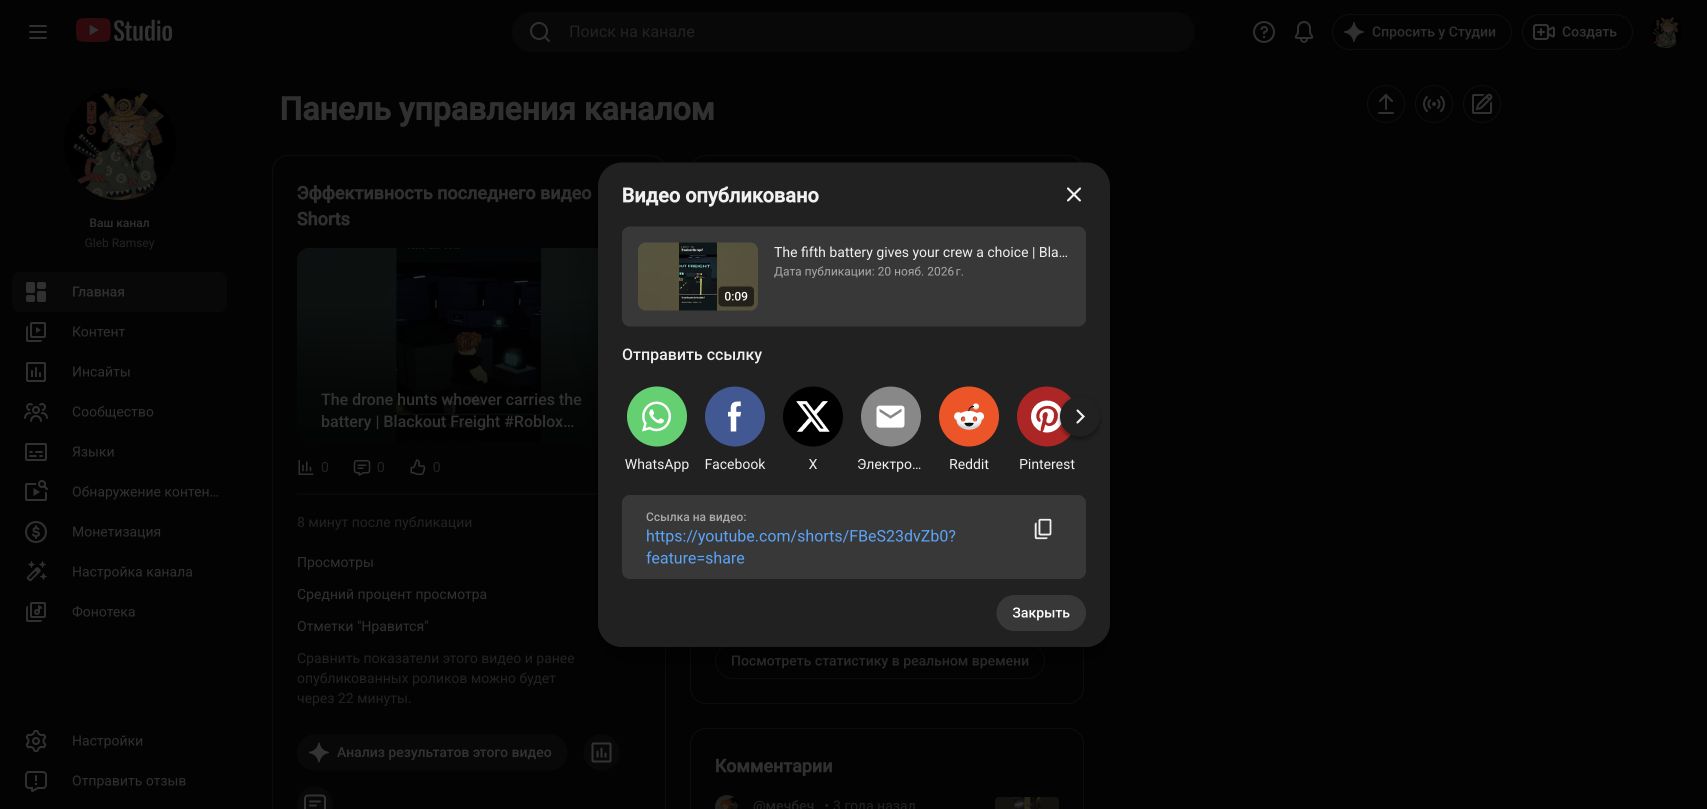 Studio
Поиск на канале
Спросить у Студии
Создать
Ваш канал
Gleb Ramsey
Главная
Контент
Инсайты
Сообщество
Языки
Обнаружение контен...
Монетизация
Настройка канала
Фонотека
Настройки
Отправить отзыв
Панель управления каналом
Эффективность последнего видео
Shorts
The drone hunts whoever carries the
battery | Blackout Freight #Roblox...
0
0
0
8 минут после публикации
Просмотры
Средний процент просмотра
Отметки "Нравится"
Сравнить показатели этого видео и ранее
опубликованных роликов можно будет
через 22 минуты.
Анализ результатов этого видео
Видео опубликовано
0:09
The fifth battery gives your crew a choice | Bla...
Дата публикации: 20 нояб. 2026 г.
Отправить ссылку
WhatsApp
Facebook
X
Электро...
Reddit
Pinterest
Ссылка на видео:
https://youtube.com/shorts/FBeS23dvZb0?
feature=share
Закрыть
Посмотреть статистику в реальном времени
Комментарии
@мечбеч • 3 года назад